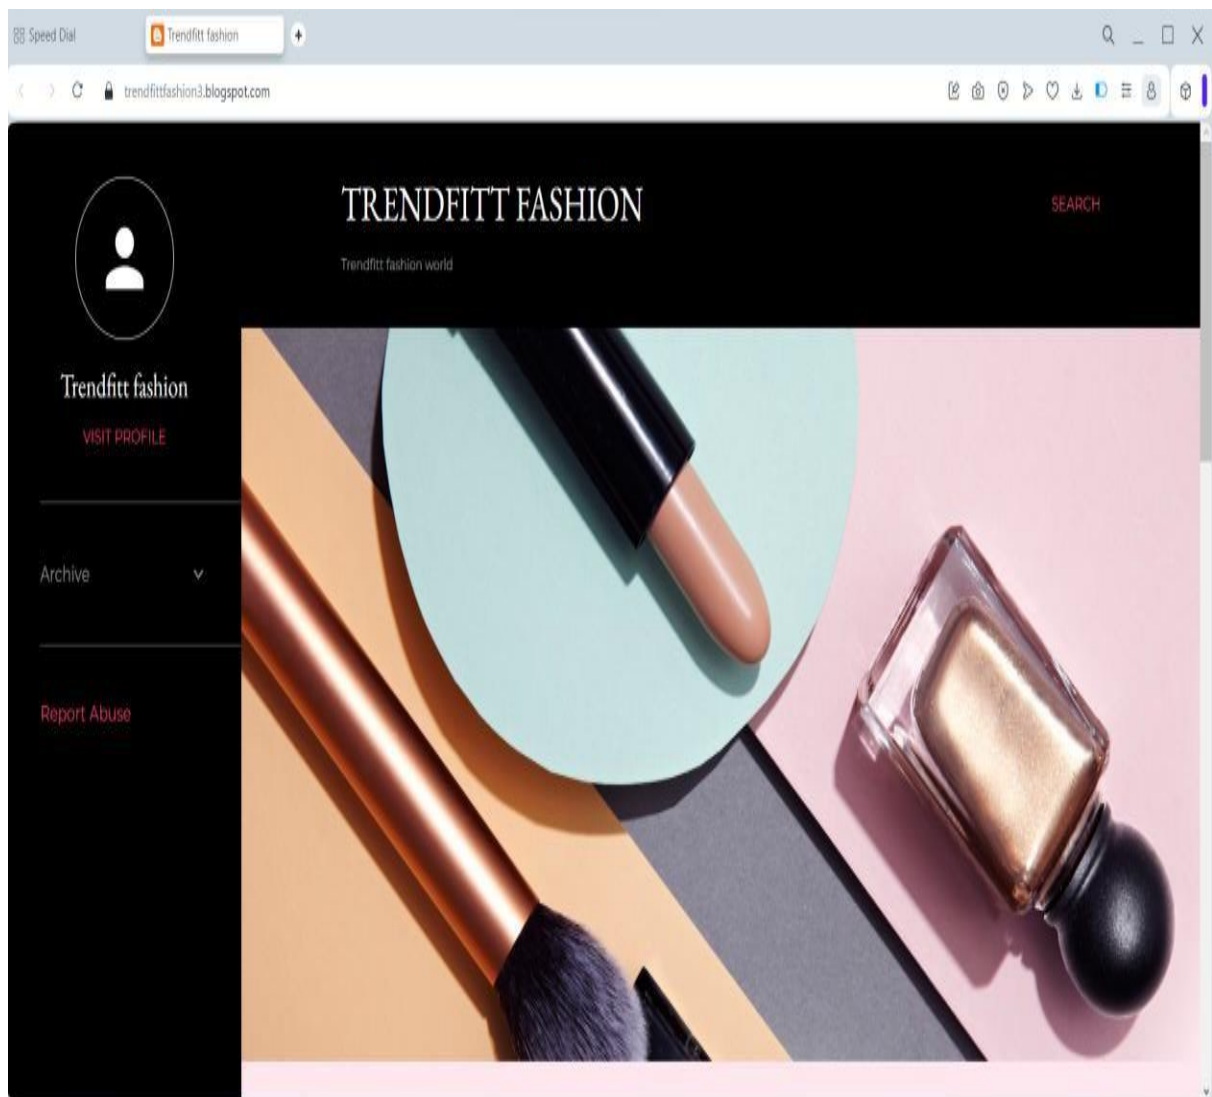 Speed Dial
Trendfitt fashion
trendfittfashion3.blogspot.com
TRENDFITT FASHION
SEARCH
Trendfitt fashion world
Trendfitt fashion
VISIT PROFILE
Archive
Report Abuse